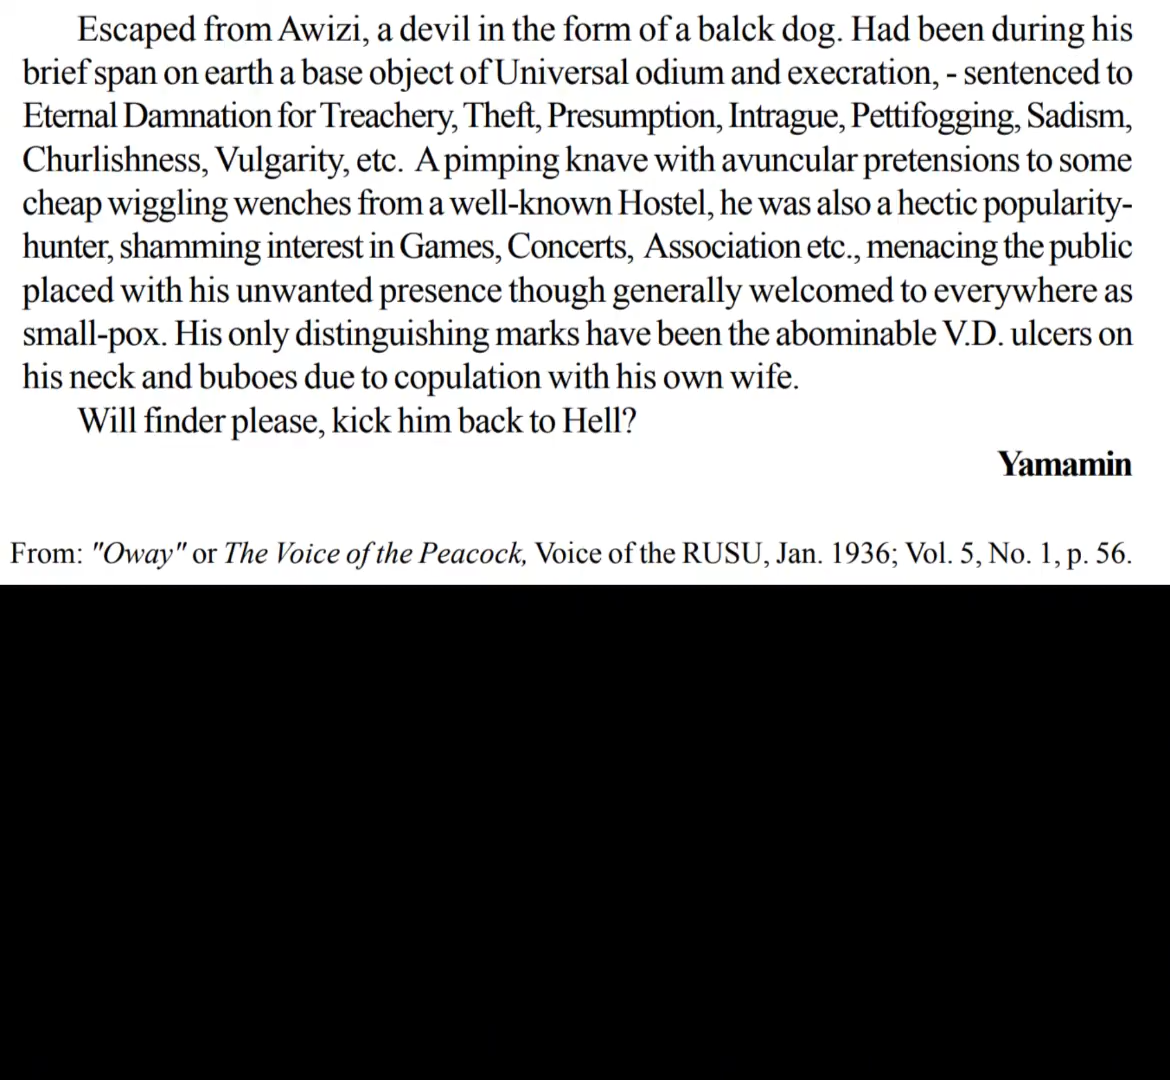 Escaped from Awizi, a devil in the form of a balck dog. Had been during his
brief span on earth a base object of Universal odium and execration, - sentenced to
Eternal Damnation for Treachery, Theft, Presumption, Intrague, Pettifogging, Sadism,
Churlishness, Vulgarity, etc. A pimping knave with avuncular pretensions to some
cheap wiggling wenches from a well-known Hostel, he was also a hectic popularity-
hunter, shamming interest in Games, Concerts, Association etc., menacing the public
placed with his unwanted presence though generally welcomed to everywhere as
small-pox. His only distinguishing marks have been the abominable V.D. ulcers on
his neck and buboes due to copulation with his own wife.
Will finder please, kick him back to Hell?
Yamamin
From: "Oway" or The Voice of the Peacock, Voice of the RUSU, Jan. 1936; Vol. 5, No. 1, p. 56.